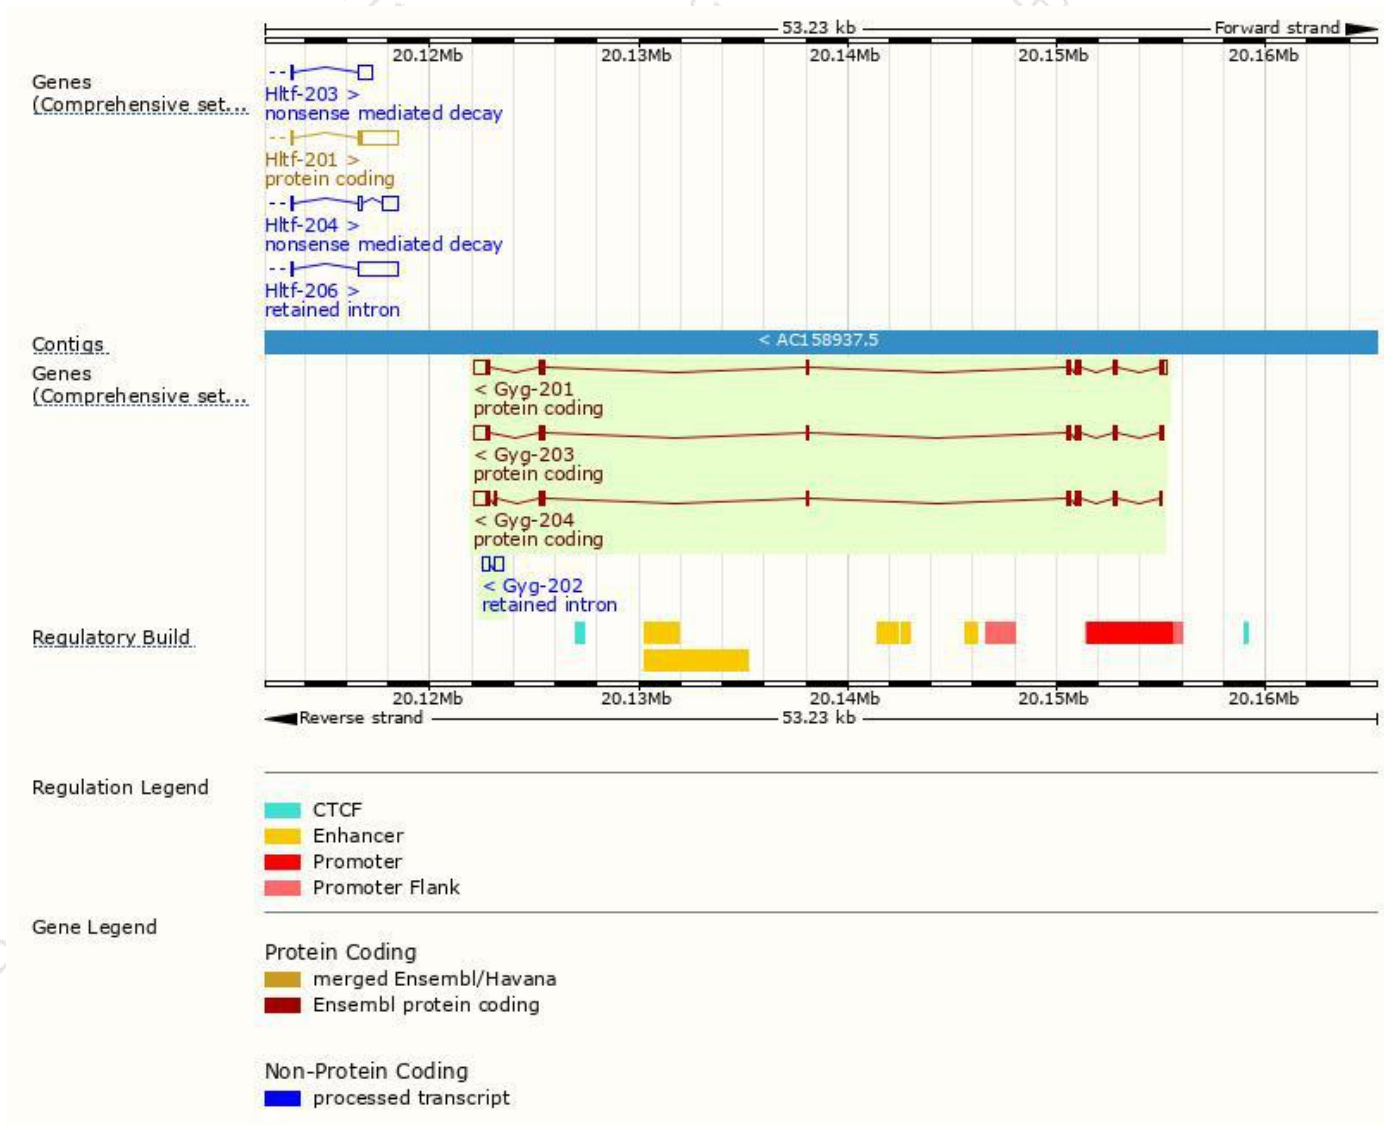 53.23 kb Forward strand
20.12Mb 20.13Mb 20.14Mb 20.15Mb 20.16Mb
Genes
(Comprehensive set...
Hltf-203 >
nonsense mediated decay
Hltf-201 >
protein coding
Hltf-204 >
nonsense mediated decay
Hltf-206 >
retained intron
Contigs
< AC158937.5
Genes
(Comprehensive set...
< Gyg-201
protein coding
< Gyg-203
protein coding
< Gyg-204
protein coding
< Gyg-202
retained intron
Regulatory Build
20.12Mb 20.13Mb 20.14Mb 20.15Mb 20.16Mb
Reverse strand 53.23 kb
Regulation Legend
CTCF
Enhancer
Promoter
Promoter Flank
Gene Legend
Protein Coding
merged Ensembl/Havana
Ensembl protein coding
Non-Protein Coding
processed transcript